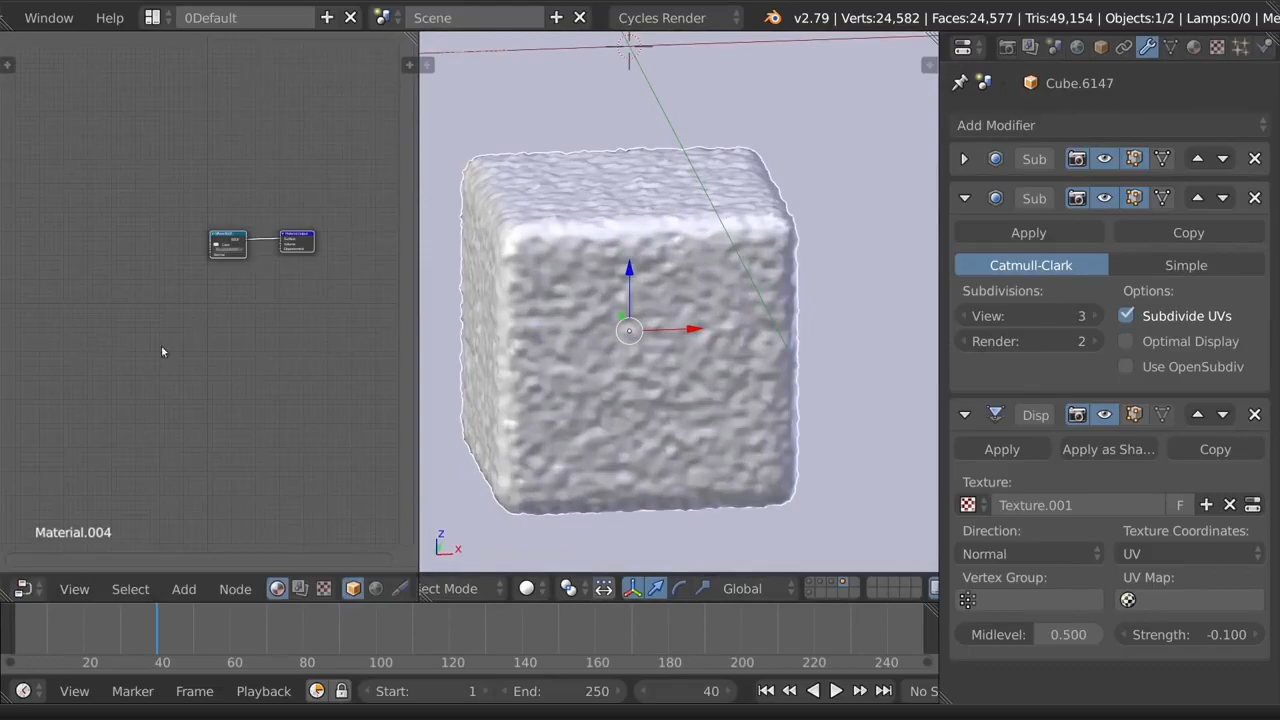 Window Help 0Default Scene Cycles Render v2.79 | Verts:24,582 | Faces:24,577 | Tris:49,154 | Objects:1/2 | Lamps:0/0 | Me
Cube.6147
Add Modifier
Sub
Sub
Apply Copy
Catmull-Clark Simple
Subdivisions: Options:
View: 3 Subdivide UVs
Render: 2 Optimal Display
Use OpenSubdiv
Disp
Apply Apply as Sha... Copy
Texture:
Texture.001 F
Direction: Texture Coordinates:
Normal UV
Vertex Group: UV Map:
Midlevel: 0.500 Strength: -0.100
Material.004
z
x
View Select Add Node ect Mode Global
20 40 60 80 100 120 140 160 180 200 220 240
View Marker Frame Playback Start: 1 End: 250 40 No S